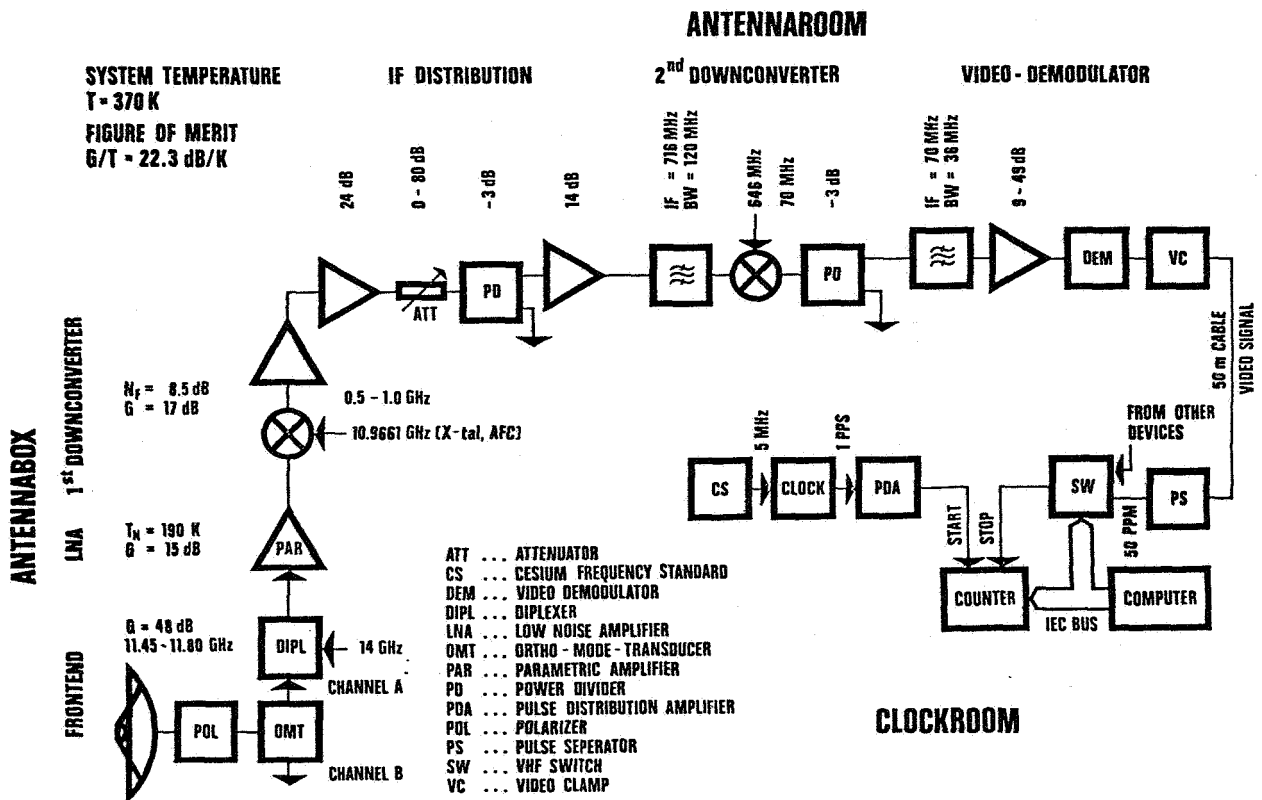 ANTENNAROOM
SYSTEM TEMPERATURE
T = 370 K
FIGURE OF MERIT
G/T = 22.3 dB/K
IF DISTRIBUTION
2nd DOWNCONVERTER
VIDEO - DEMODULATOR
24 dB
0 - 80 dB
-3 dB
14 dB
IF = 716 MHz
BW = 120 MHz
646 MHz
70 MHz
-3 dB
IF = 70 MHz
BW = 36 MHz
9 - 49 dB
ATT
PD
PD
DEM
VC
50 m CABLE
VIDEO SIGNAL
ANTENNABOX
1st DOWNCONVERTER
NF = 8.5 dB
G = 17 dB
0.5 - 1.0 GHz
10.9661 GHz (X-tal, AFC)
LNA
TN = 190 K
G = 15 dB
PAR
FRONTEND
G = 48 dB
11.45 - 11.80 GHz
DIPL
14 GHz
CHANNEL A
POL
OMT
CHANNEL B
FROM OTHER
DEVICES
CS
5 MHz
CLOCK
1 PPS
PDA
START
STOP
SW
50 PPM
PS
COUNTER
IEC BUS
COMPUTER
ATT ... ATTENUATOR
CS ... CESIUM FREQUENCY STANDARD
DEM ... VIDEO DEMODULATOR
DIPL ... DIPLEXER
LNA ... LOW NOISE AMPLIFIER
OMT ... ORTHO - MODE - TRANSDUCER
PAR ... PARAMETRIC AMPLIFIER
PD ... POWER DIVIDER
PDA ... PULSE DISTRIBUTION AMPLIFIER
POL ... POLARIZER
PS ... PULSE SEPERATOR
SW ... VHF SWITCH
VC ... VIDEO CLAMP
CLOCKROOM